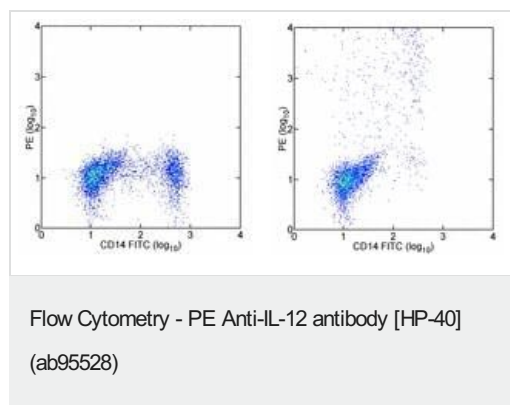 4
3
2
1
0
PE (log10)
0 1 2 3 4
CD14 FITC (log10)
4
3
2
1
0
PE (log10)
0 1 2 3 4
CD14 FITC (log10)
Flow Cytometry - PE Anti-IL-12 antibody [HP-40]
(ab95528)